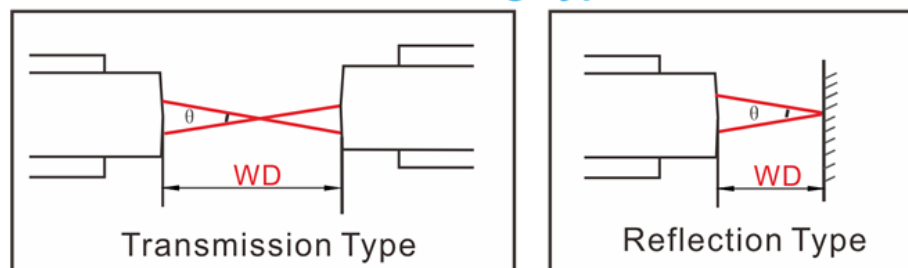 θ
WD
Transmission Type
θ
WD
Reflection Type